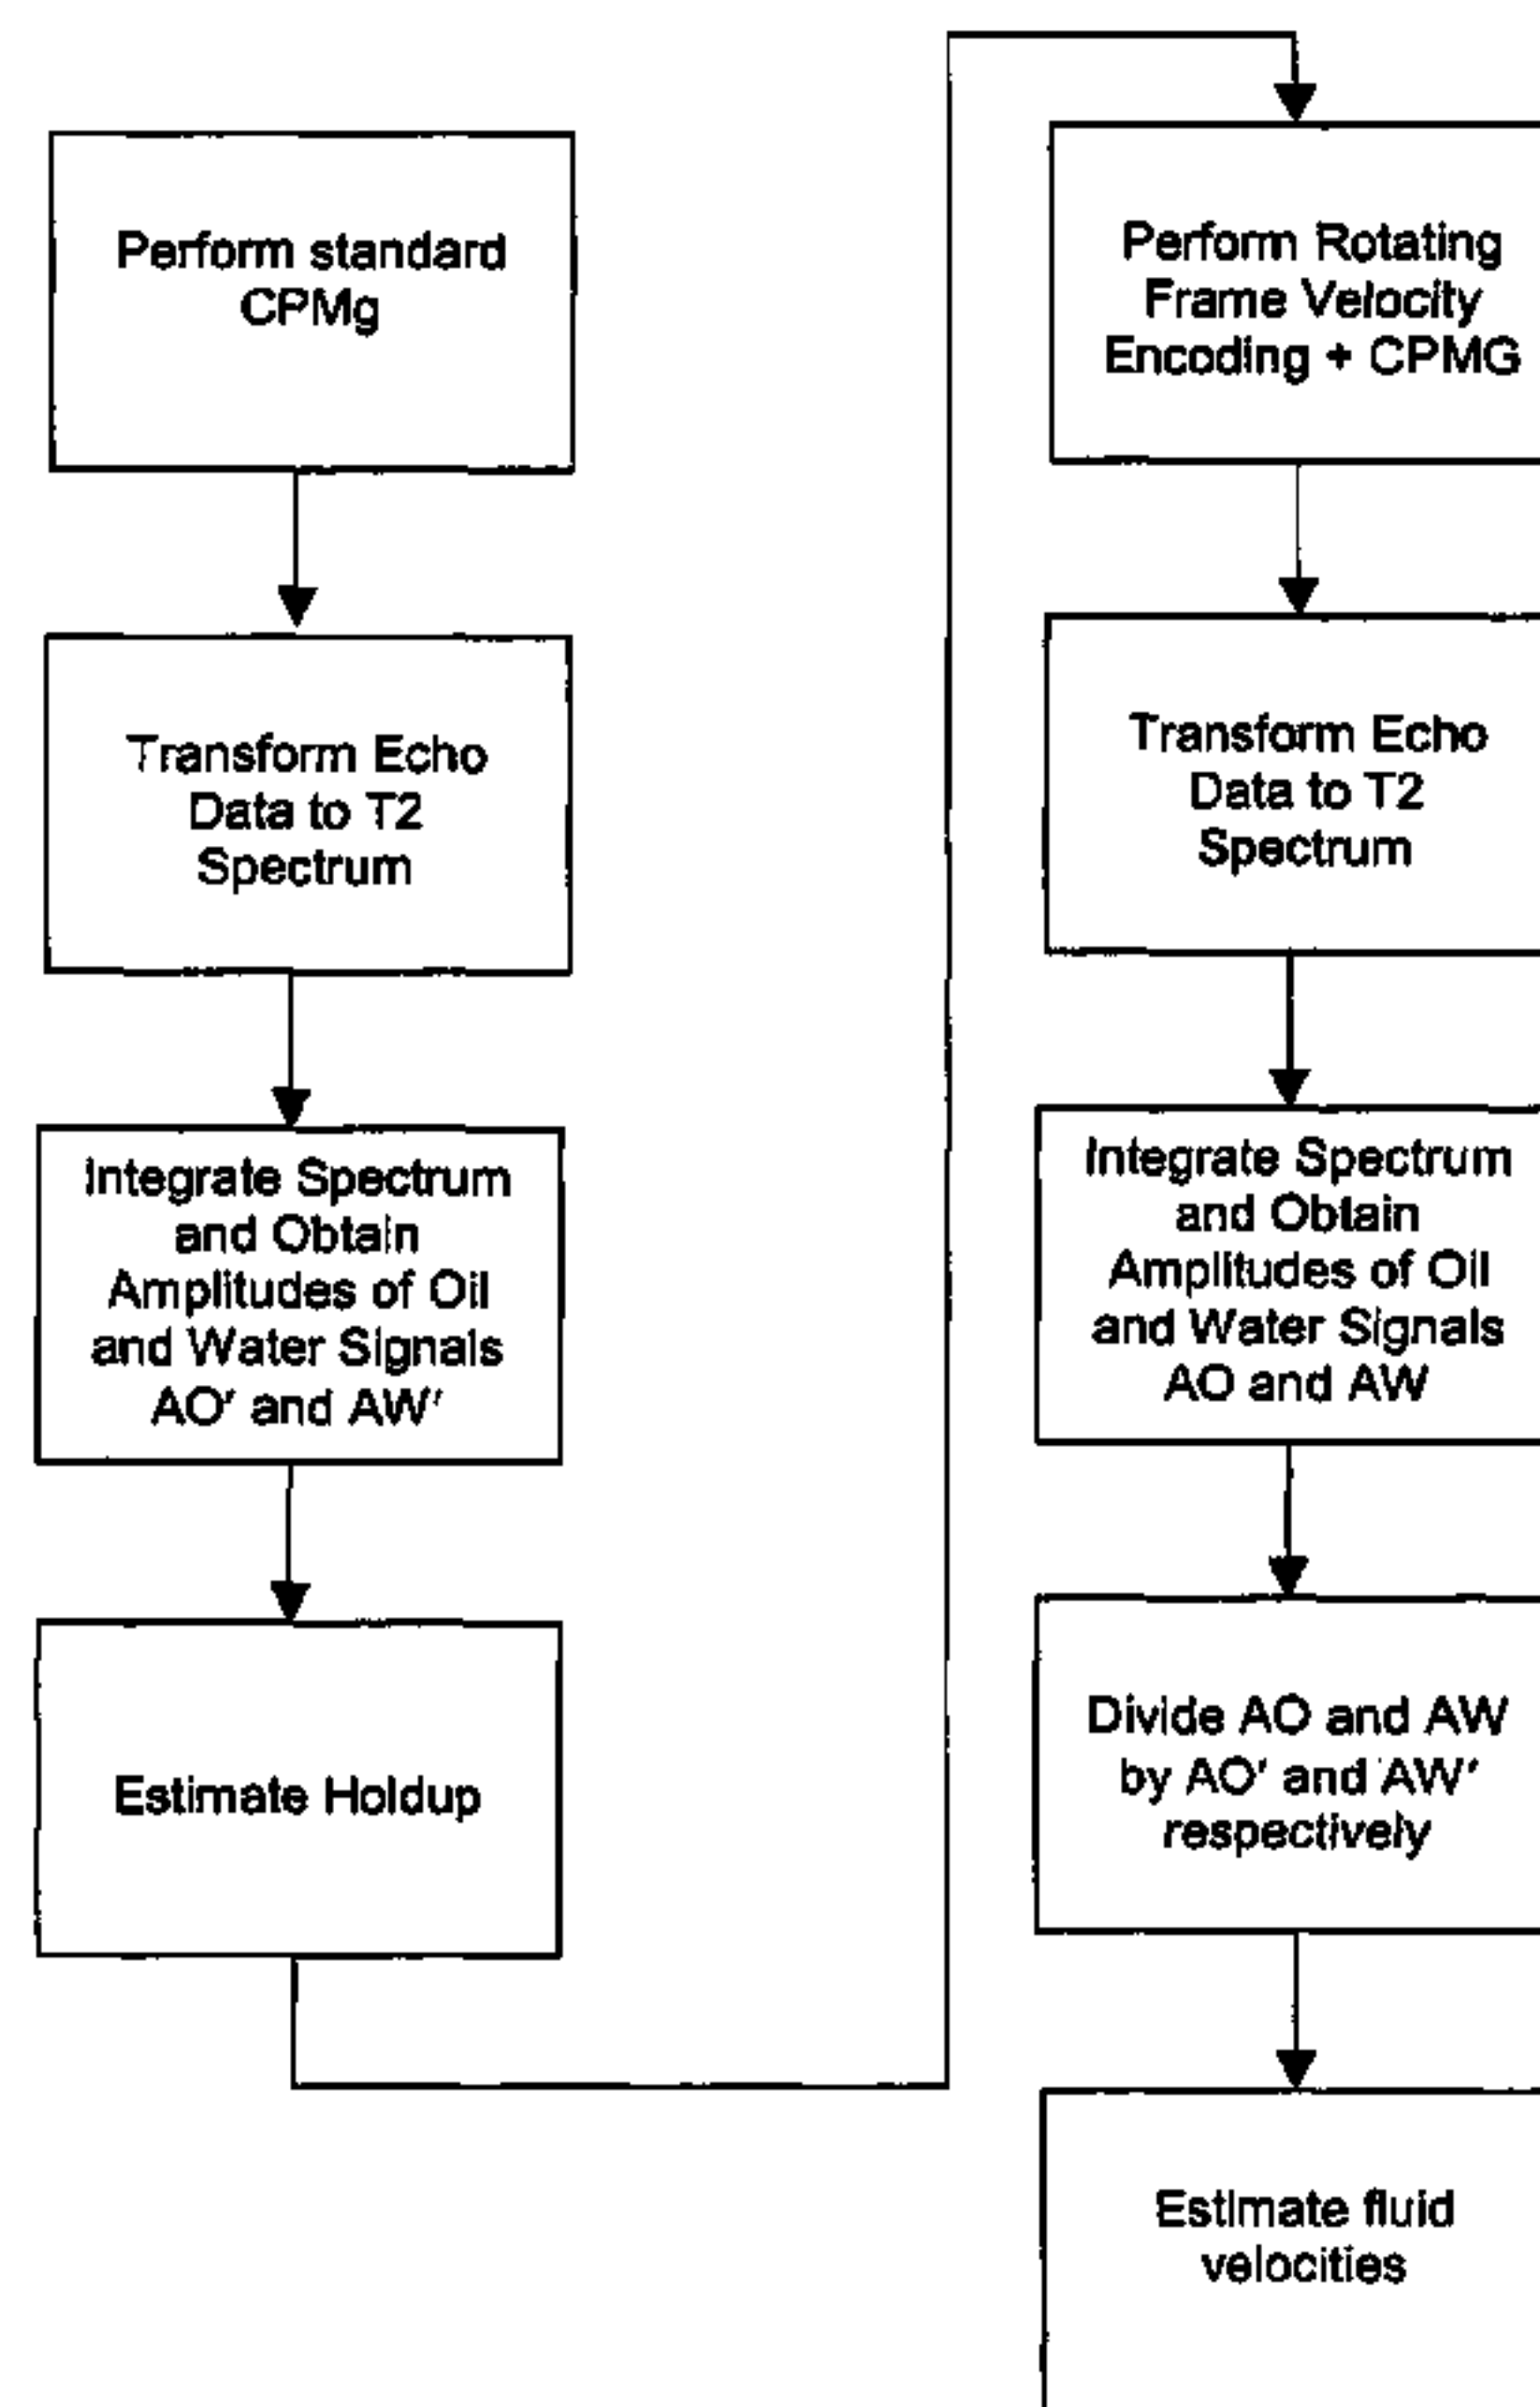 Perform standard
CPMg
Transform Echo
Data to T2
Spectrum
Integrate Spectrum
and Obtain
Amplitudes of Oil
and Water Signals
AO' and AW'
Estimate Holdup
Perform Rotating
Frame Velocity
Encoding + CPMG
Transform Echo
Data to T2
Spectrum
Integrate Spectrum
and Obtain
Amplitudes of Oil
and Water Signals
AO and AW
Divide AO and AW
by AO' and AW'
respectively
Estimate fluid
velocities